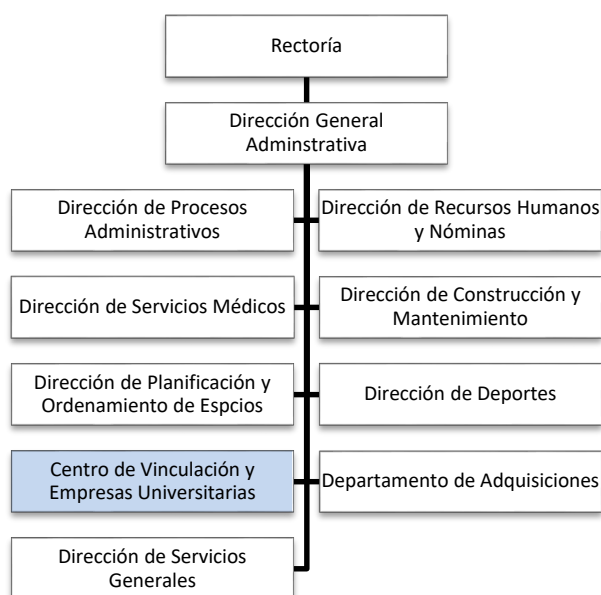 Rectoría
Dirección General
Adminstrativa
Dirección de Procesos
Administrativos
Dirección de Recursos Humanos
y Nóminas
Dirección de Servicios Médicos
Dirección de Construcción y
Mantenimiento
Dirección de Planificación y
Ordenamiento de Espcios
Dirección de Deportes
Centro de Vinculación y
Empresas Universitarias
Departamento de Adquisiciones
Dirección de Servicios
Generales